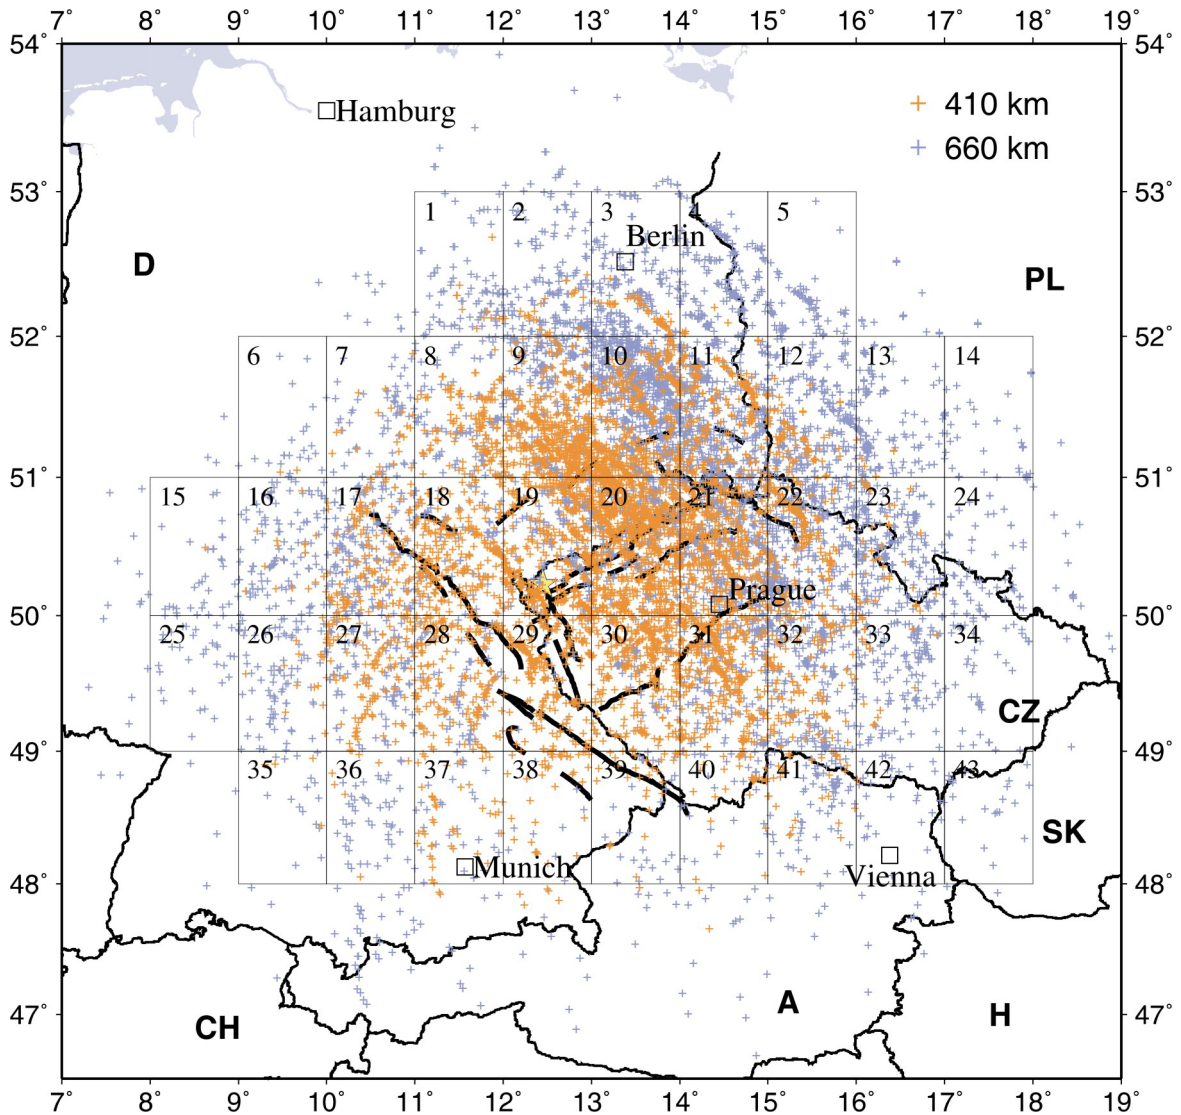 7° 8° 9° 10° 11° 12° 13° 14° 15° 16° 17° 18° 19°
54° 54°
410 km
Hamburg
660 km
53° 53°
1 2 3 4 5
Berlin
D PL
52° 52°
6 7 8 9 10 11 12 13 14
51° 51°
15 16 17 18 19 20 21 22 23 24
Prague
50° 50°
25 26 27 28 29 30 31 32 33 34
CZ
49° 49°
35 36 37 38 39 40 41 42 43
SK
Munich
Vienna
48° 48°
A
H
CH
47° 47°
7° 8° 9° 10° 11° 12° 13° 14° 15° 16° 17° 18° 19°